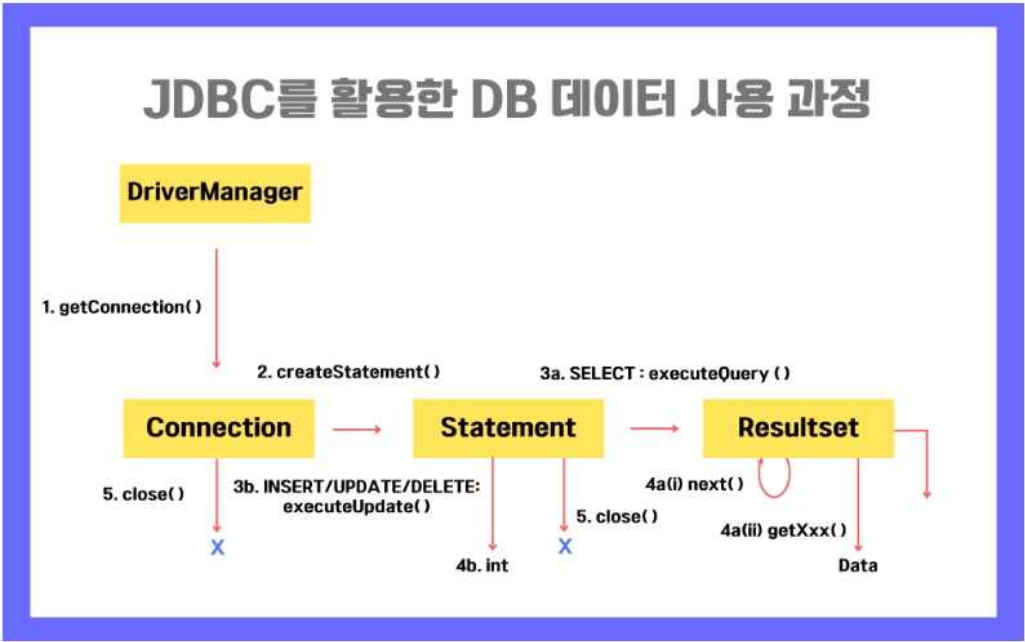 JDBC를 활용한 DB 데이터 사용 과정
DriverManager
1. getConnection( )
2. createStatement( )
3a. SELECT : executeQuery ( )
Connection
Statement
Resultset
5. close( )
3b. INSERT/UPDATE/DELETE:
executeUpdate( )
5. close( )
4a(i) next( )
4a(ii) getXxx( )
X
4b. int
X
Data